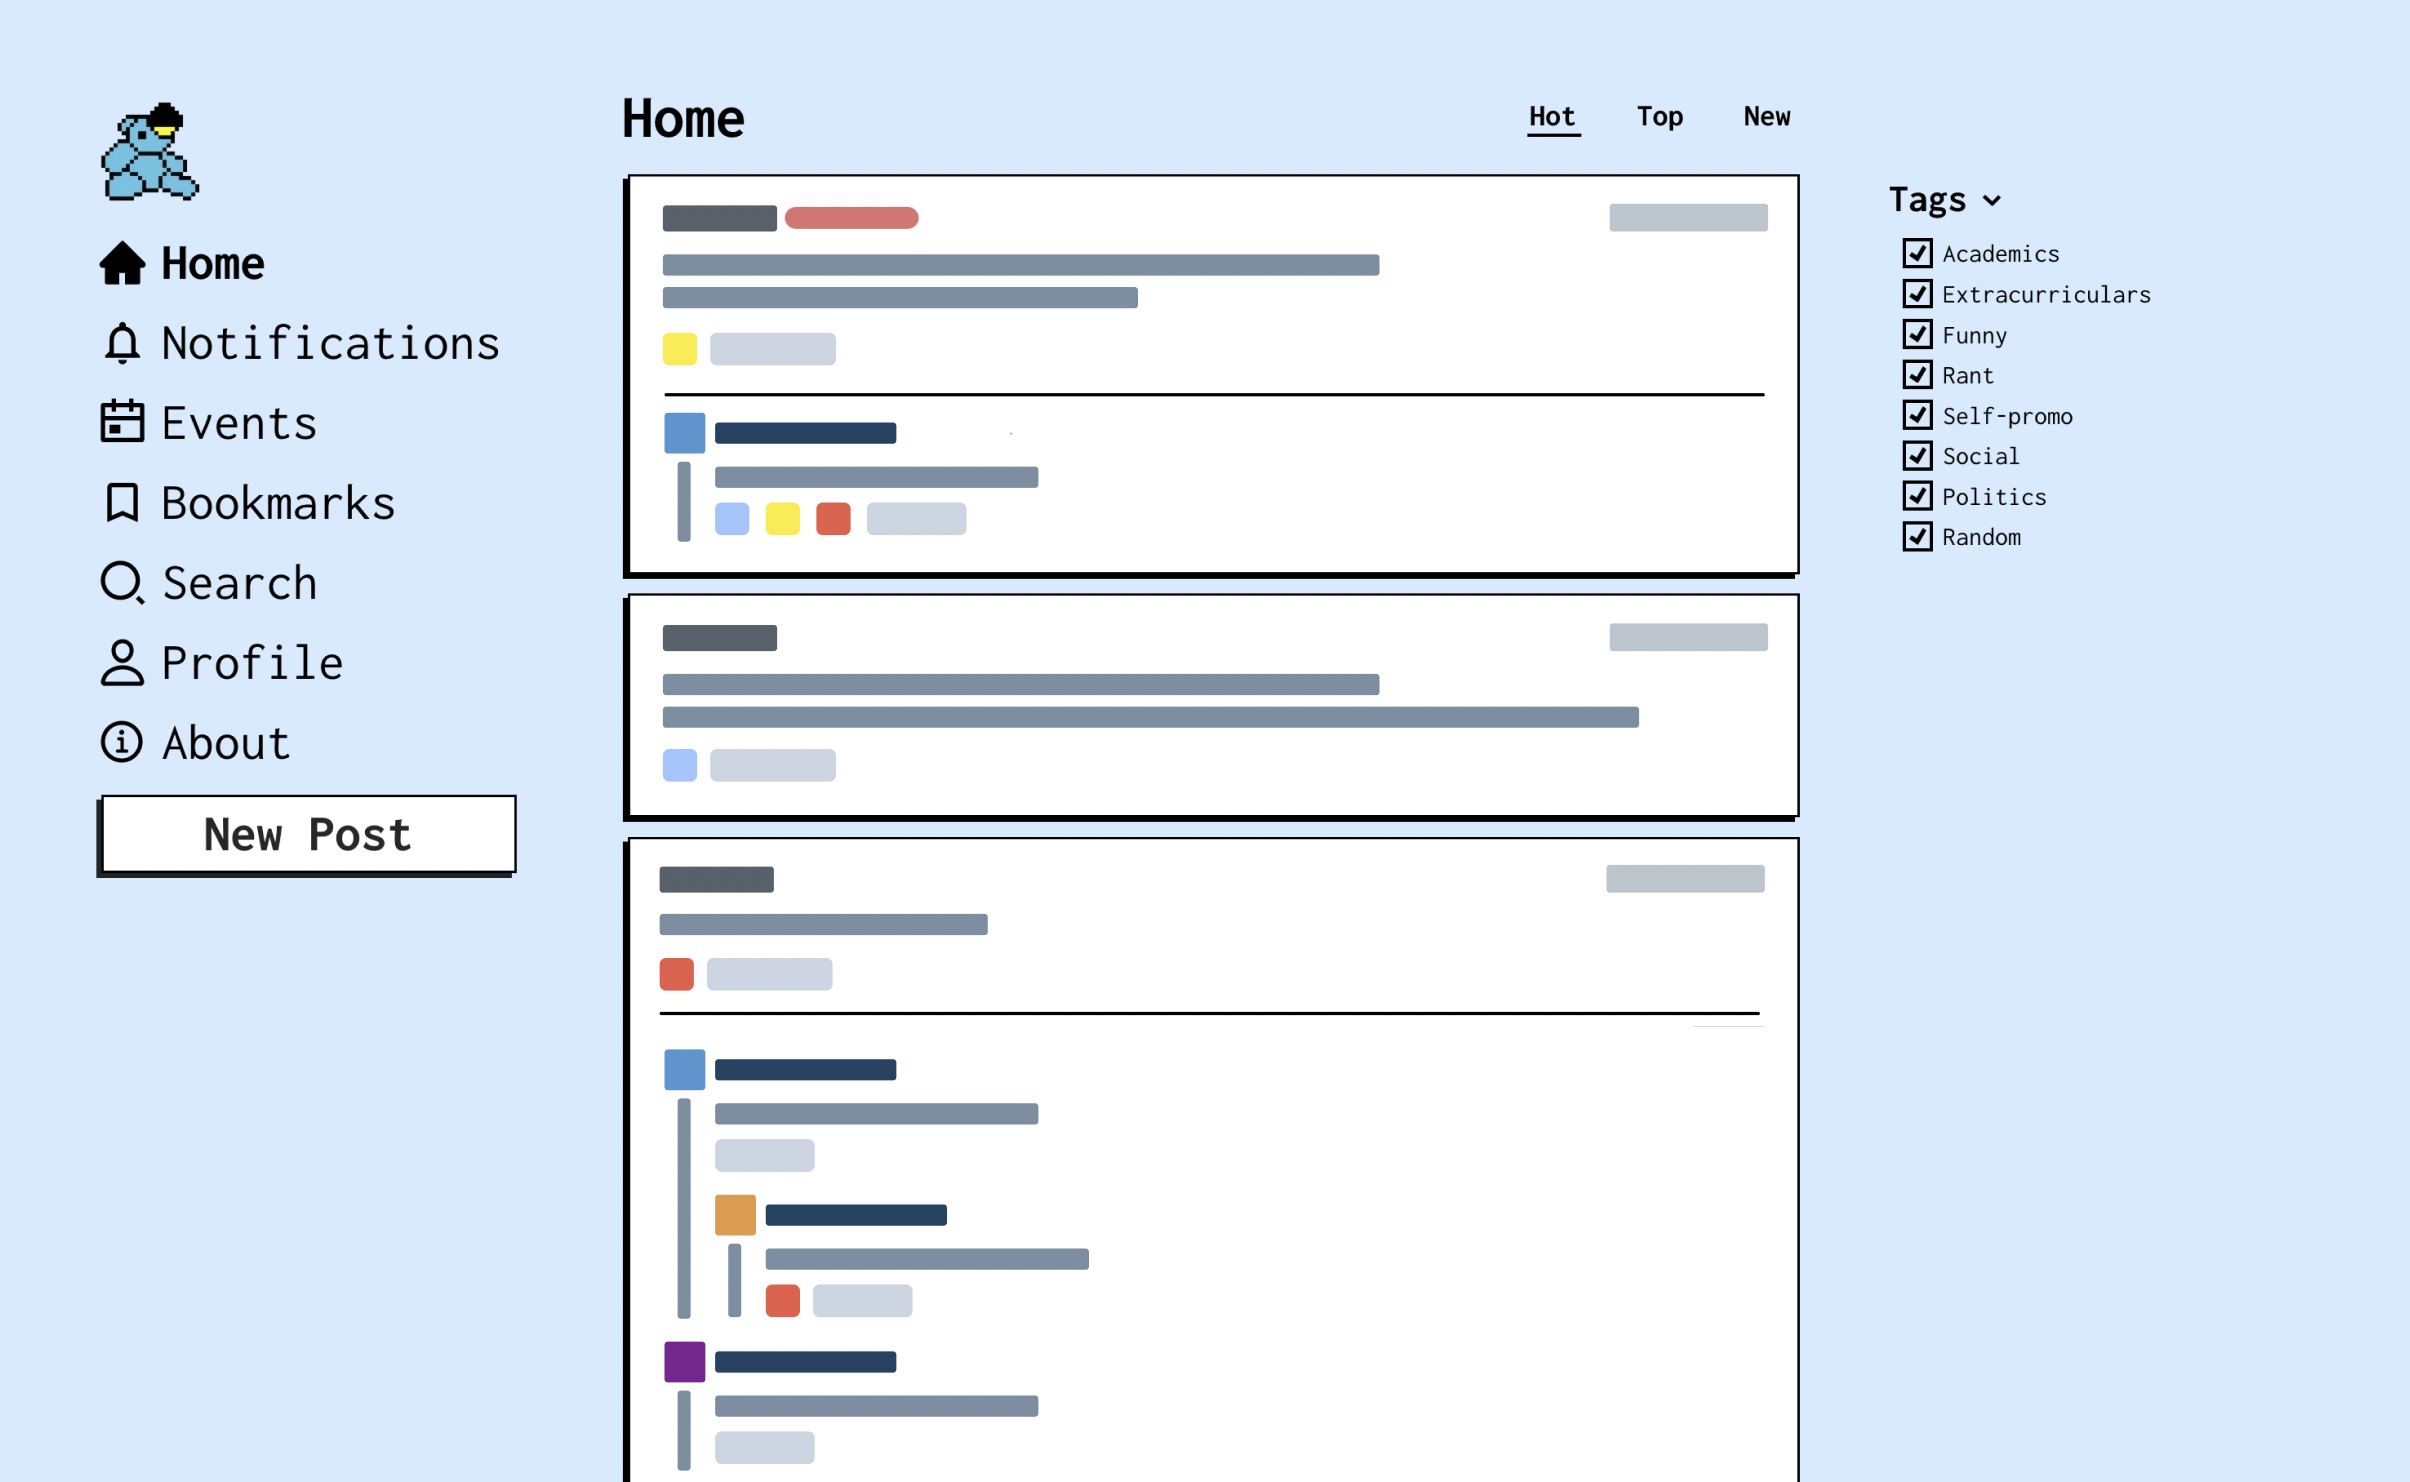 Home
Notifications
Events
Bookmarks
Search
Profile
About
New Post
Home
Hot Top New
Tags
Academics
Extracurriculars
Funny
Rant
Self-promo
Social
Politics
Random